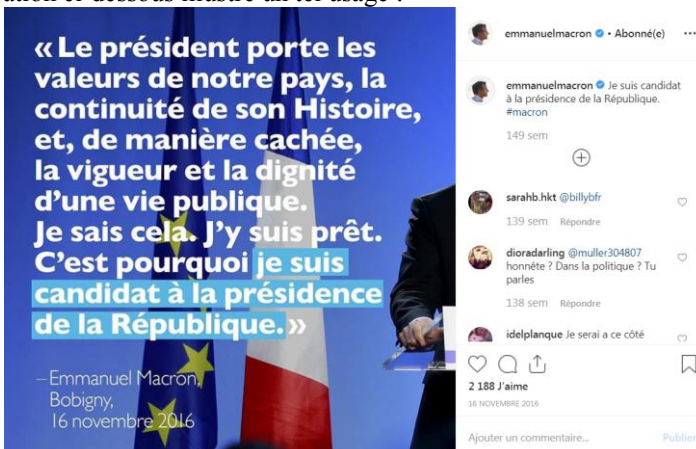 ation ci-dessous illustre un tel usage :
« Le président porte les
valeurs de notre pays, la
continuité de son Histoire,
et, de manière cachée,
la vigueur et la dignité
d’une vie publique.
Je sais cela. J’y suis prêt.
C’est pourquoi je suis
candidat à la présidence
de la République.»
– Emmanuel Macron,
Bobigny,
16 novembre 2016
emmanuelmacron • Abonné(e) ...
emmanuelmacron Je suis candidat
à la présidence de la République.
#macron
149 sem
sarahb.hkt @billybfr
139 sem Répondre
dioradarling @muller304807
honnête ? Dans la politique ? Tu
parles
138 sem Répondre
idelplanque Je serai a ce côté
2 188 J’aime
16 NOVEMBRE 2016
Ajouter un commentaire... Publier